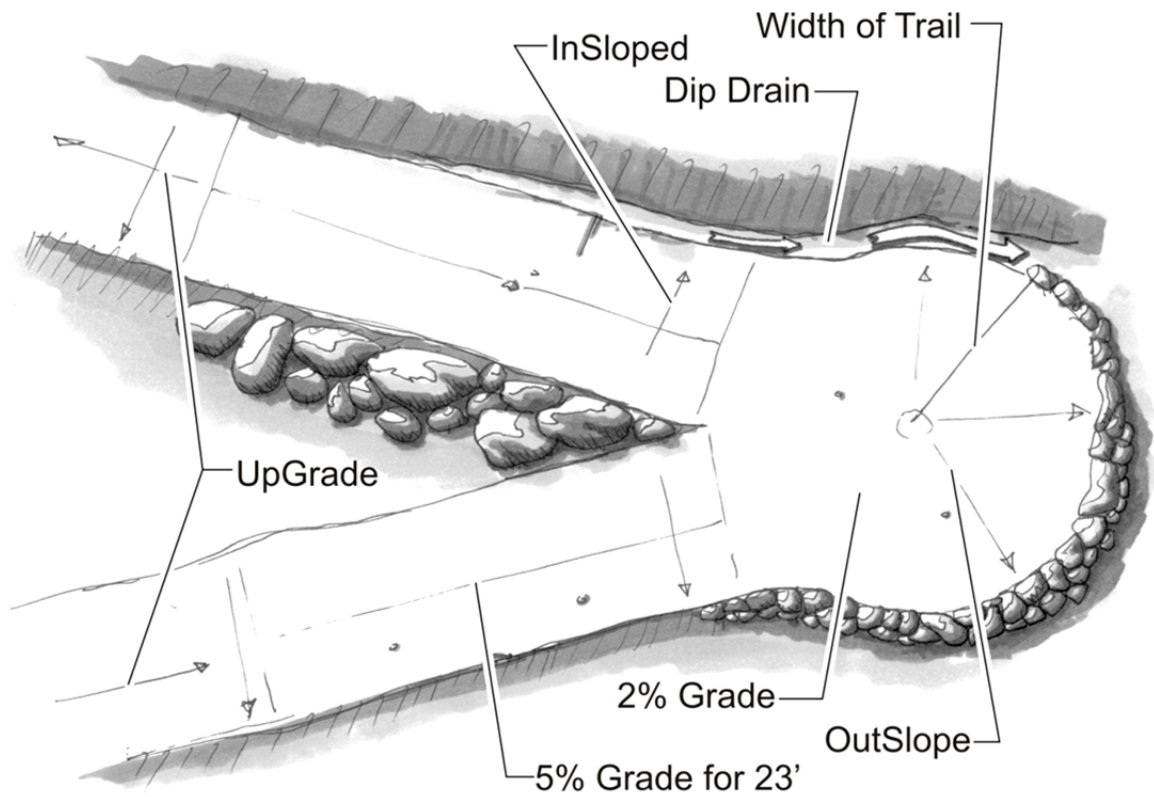 Width of Trail
InSloped
Dip Drain
UpGrade
2% Grade
OutSlope
5% Grade for 23’